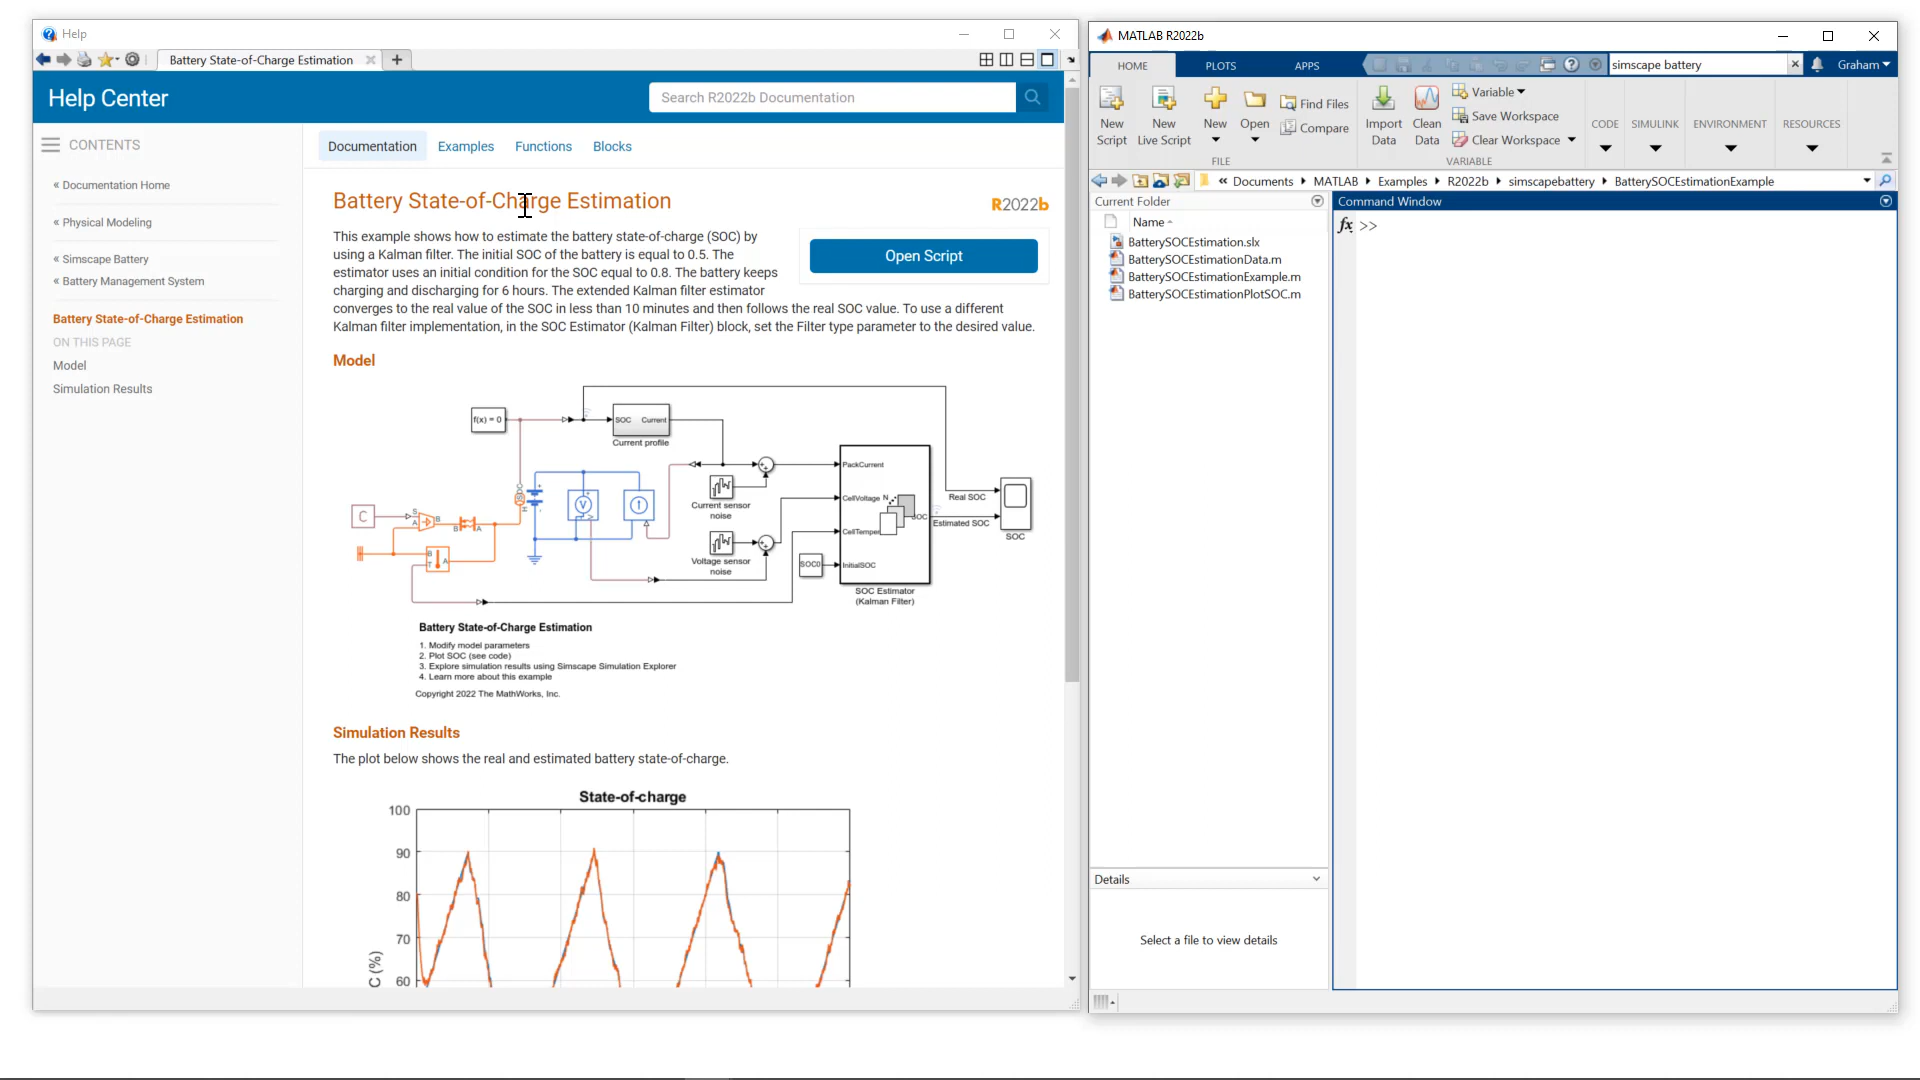 Help
Battery State-of-Charge Estimation
Help Center
Search R2022b Documentation
CONTENTS
« Documentation Home
« Physical Modeling
« Simscape Battery
« Battery Management System
Battery State-of-Charge Estimation
ON THIS PAGE
Model
Simulation Results
Documentation
Examples
Functions
Blocks
Battery State-of-Charge Estimation
R2022b
Open Script
This example shows how to estimate the battery state-of-charge (SOC) by
using a Kalman filter. The initial SOC of the battery is equal to 0.5. The
estimator uses an initial condition for the SOC equal to 0.8. The battery keeps
charging and discharging for 6 hours. The extended Kalman filter estimator
converges to the real value of the SOC in less than 10 minutes and then follows the real SOC value. To use a different
Kalman filter implementation, in the SOC Estimator (Kalman Filter) block, set the Filter type parameter to the desired value.
Model
f(x) = 0
SOC Current
Current profile
PackCurrent
Current sensor
noise
CellVoltage
N
SOC
Real SOC
Estimated SOC
SOC
C
S
A
B
B
A
B
T
A
H
V
Voltage sensor
noise
CellTemper
SOC0
InitialSOC
SOC Estimator
(Kalman Filter)
Battery State-of-Charge Estimation
1. Modify model parameters
2. Plot SOC (see code)
3. Explore simulation results using Simscape Simulation Explorer
4. Learn more about this example
Copyright 2022 The MathWorks, Inc.
Simulation Results
The plot below shows the real and estimated battery state-of-charge.
State-of-charge
100
90
80
70
60
C (%)
MATLAB R2022b
HOME
PLOTS
APPS
simscape battery
Graham
New
Script
New
Live Script
New
Open
Find Files
Compare
Import
Data
Clean
Data
Variable
Save Workspace
Clear Workspace
CODE
SIMULINK
ENVIRONMENT
RESOURCES
FILE
VARIABLE
« Documents
MATLAB
Examples
R2022b
simscapebattery
BatterySOCEstimationExample
Current Folder
Name
BatterySOCEstimation.slx
BatterySOCEstimationData.m
BatterySOCEstimationExample.m
BatterySOCEstimationPlotSOC.m
Details
Select a file to view details
Command Window
fx >>